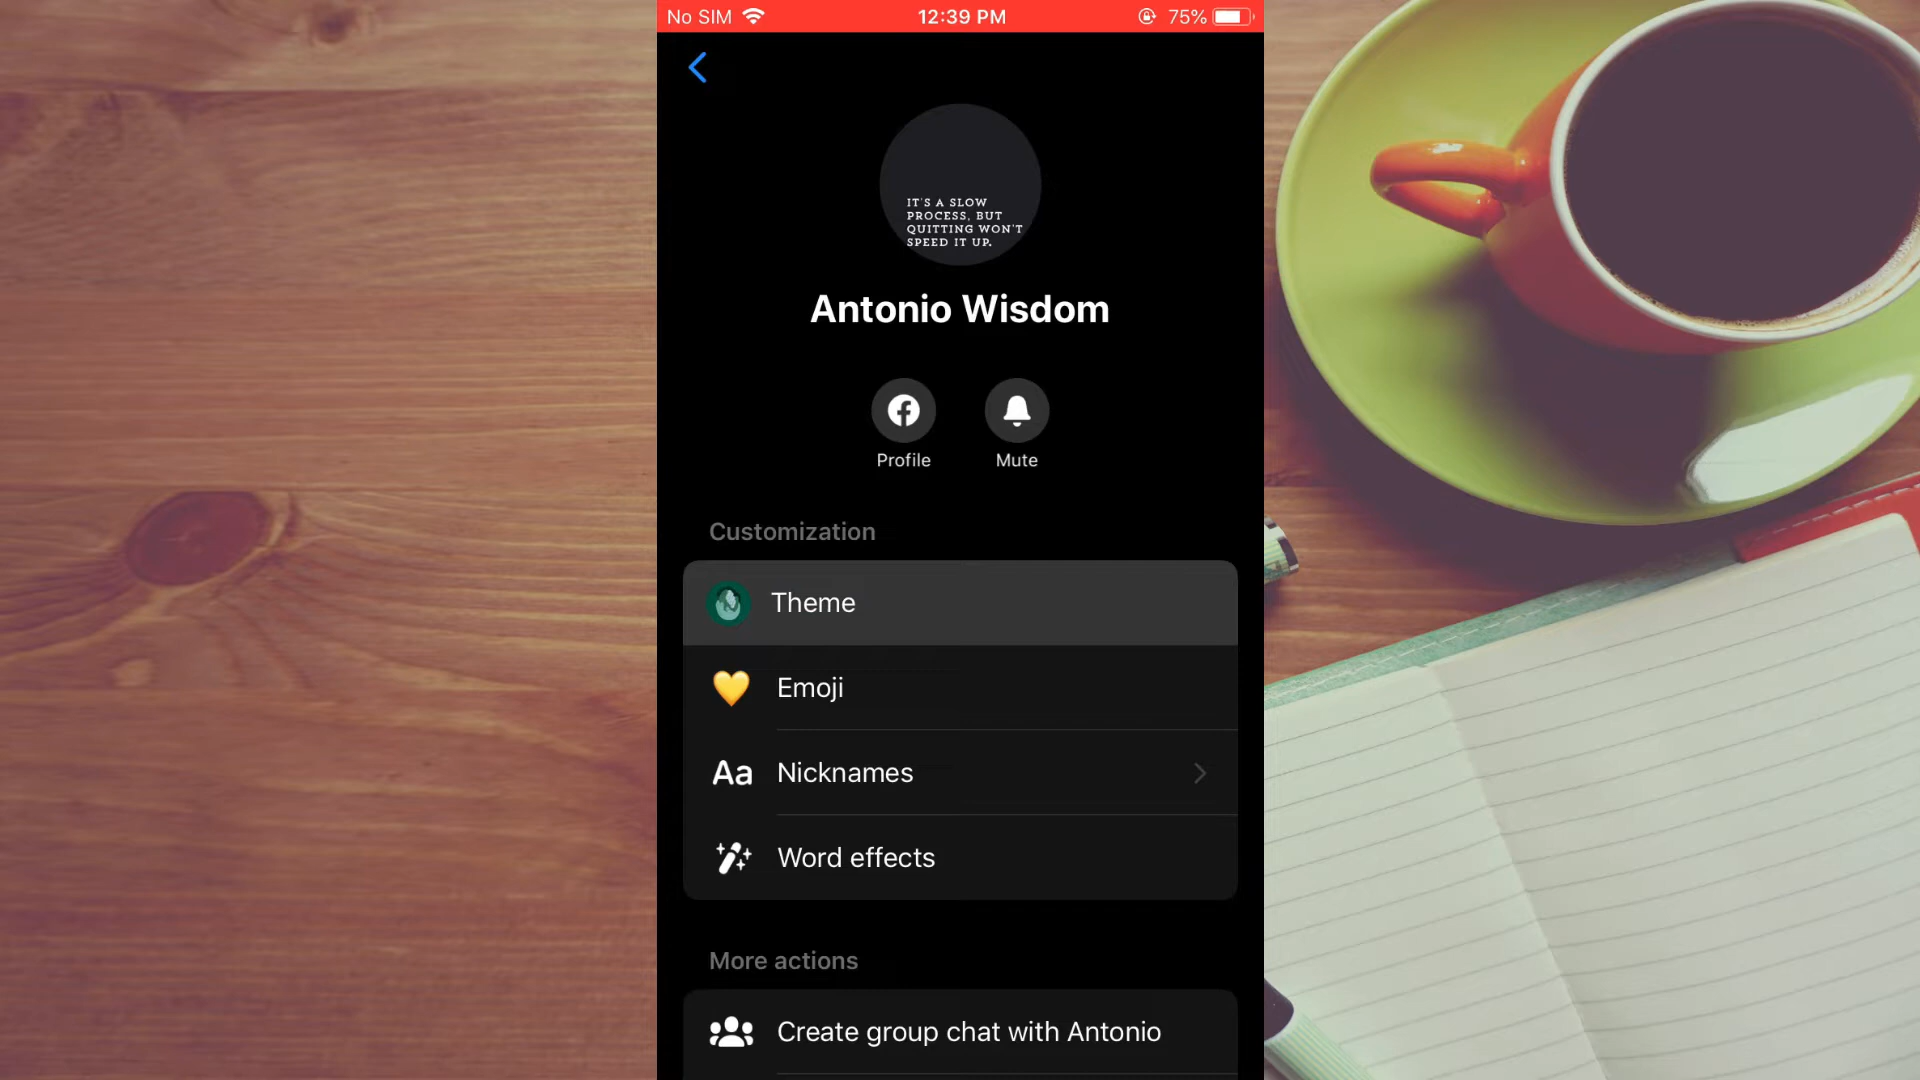 No SIM 12:39 PM 75%
IT'S A SLOW
PROCESS, BUT
QUITTING WON'T
SPEED IT UP.
Antonio Wisdom
Profile Mute
Customization
Theme
Emoji
Aa Nicknames
Word effects
More actions
Create group chat with Antonio